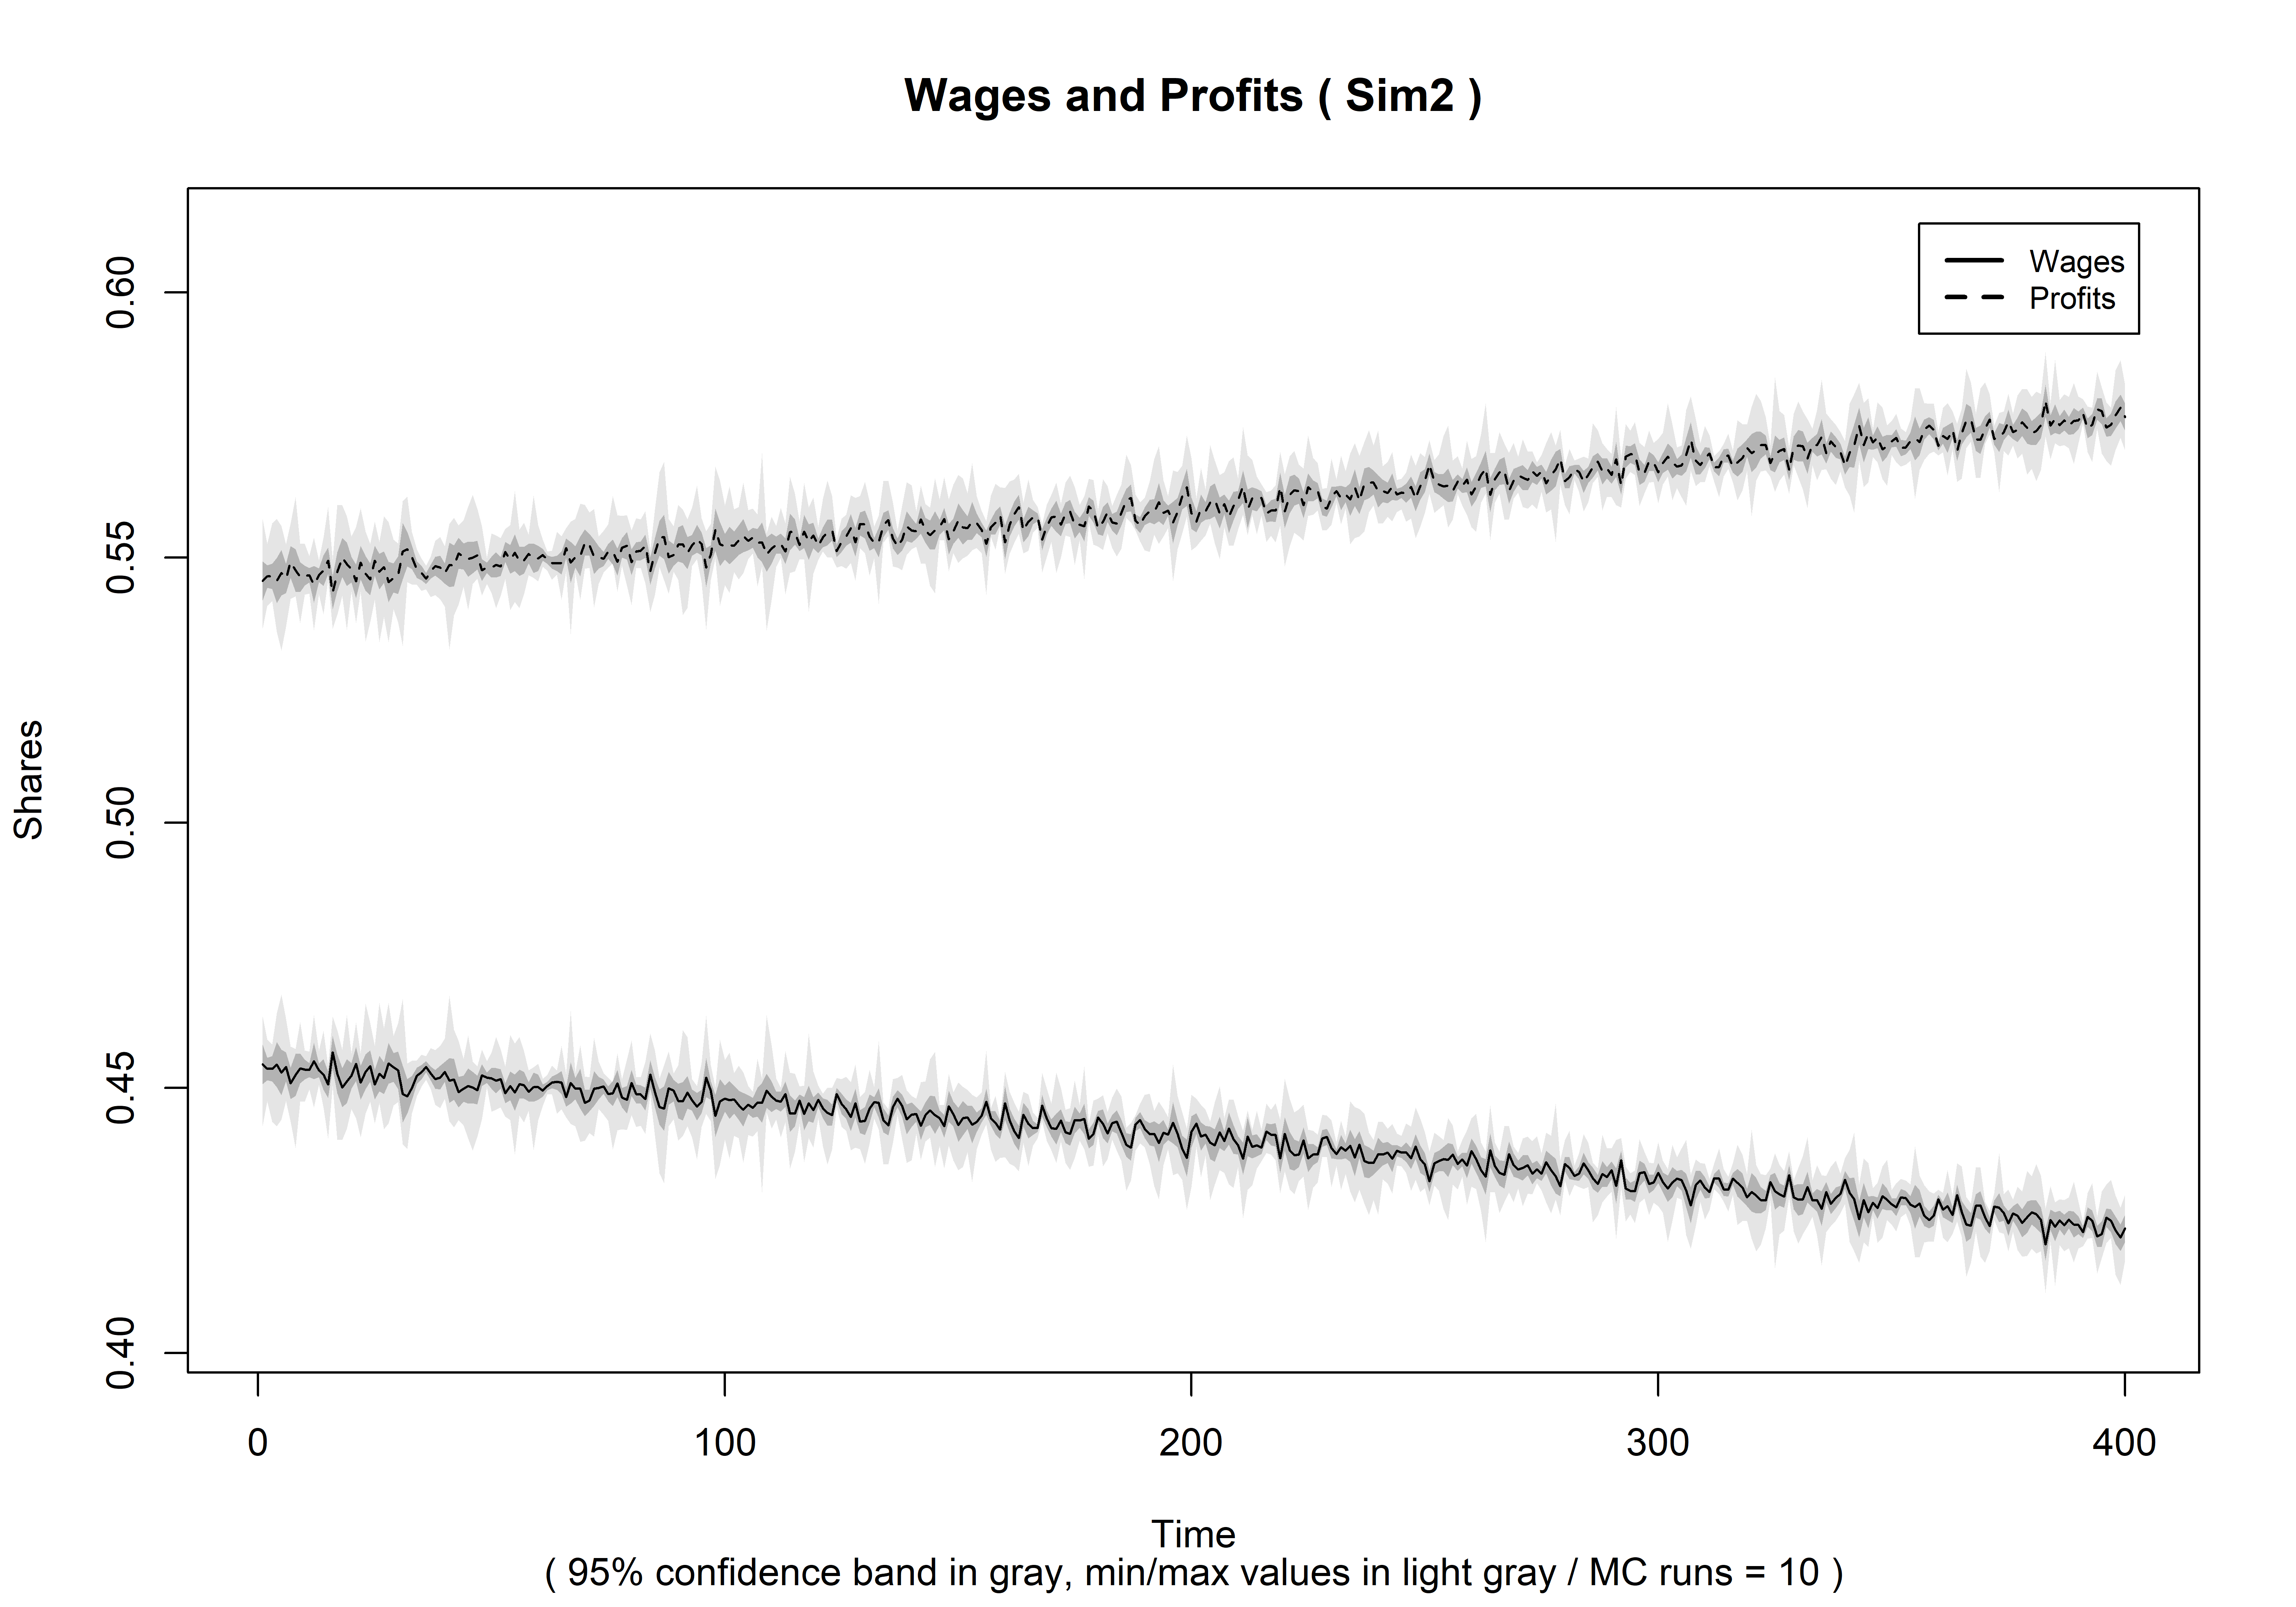 Wages and Profits ( Sim2 )
Wages
Profits
0.60
0.55
0.50
0.45
0.40
Shares
0
100
200
300
400
Time
( 95% confidence band in gray, min/max values in light gray / MC runs = 10 )